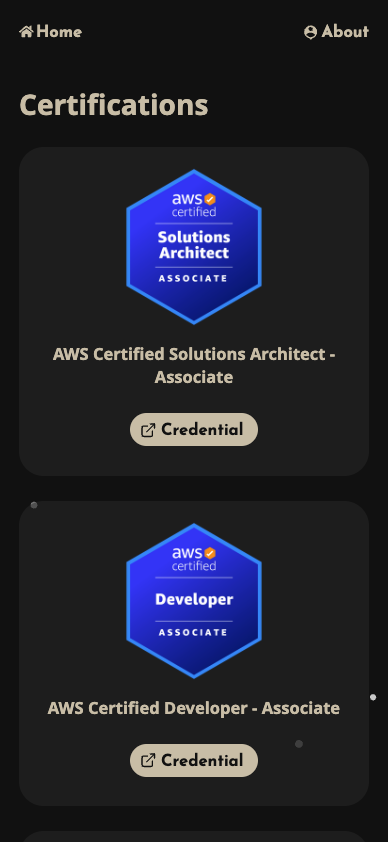 Home
About
Certifications
aws
certified
Solutions
Architect
ASSOCIATE
AWS Certified Solutions Architect -
Associate
Credential
aws
certified
Developer
ASSOCIATE
AWS Certified Developer - Associate
Credential